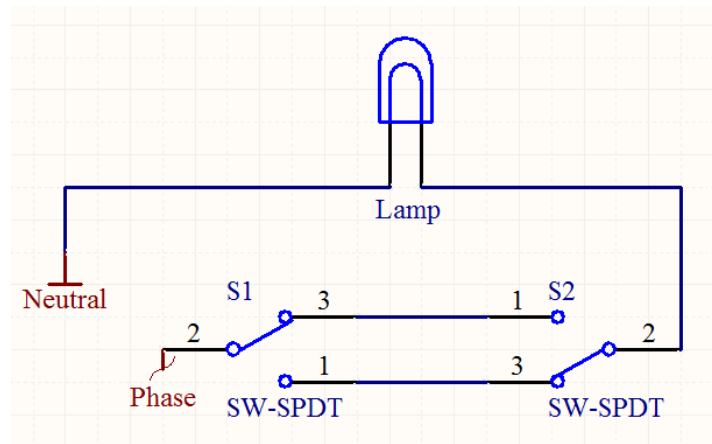 Lamp
Neutral
S1
3
1
S2
2
2
1
3
Phase
SW-SPDT
SW-SPDT